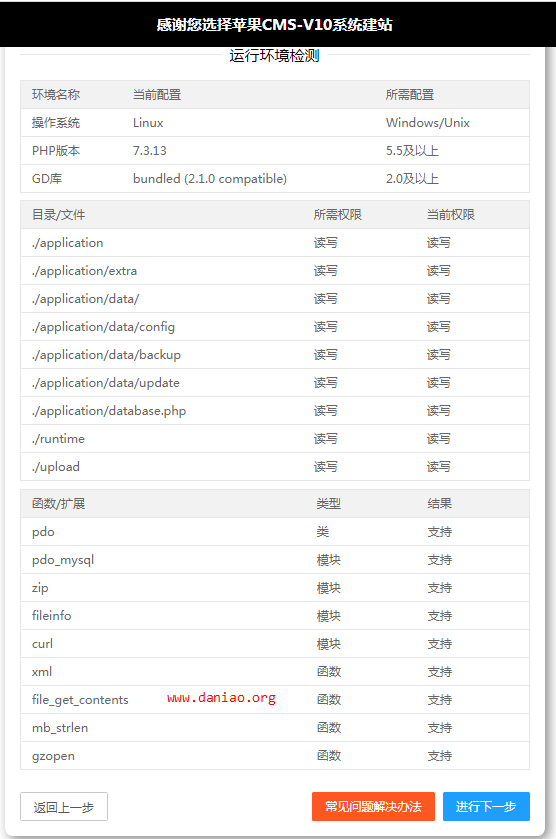 感谢您选择苹果CMS-V10系统建站
运行环境检测
环境名称 当前配置 所需配置
操作系统 Linux Windows/Unix
PHP版本 7.3.13 5.5及以上
GD库 bundled (2.1.0 compatible) 2.0及以上
目录/文件 所需权限 当前权限
./application 读写 读写
./application/extra 读写 读写
./application/data/ 读写 读写
./application/data/config 读写 读写
./application/data/backup 读写 读写
./application/data/update 读写 读写
./application/database.php 读写 读写
./runtime 读写 读写
./upload 读写 读写
函数/扩展 类型 结果
pdo 类 支持
pdo_mysql 模块 支持
zip 模块 支持
fileinfo 模块 支持
curl 模块 支持
xml 函数 支持
file_get_contents www.daniao.org 函数 支持
mb_strlen 函数 支持
gzopen 函数 支持
返回上一步 常见问题解决办法 进行下一步